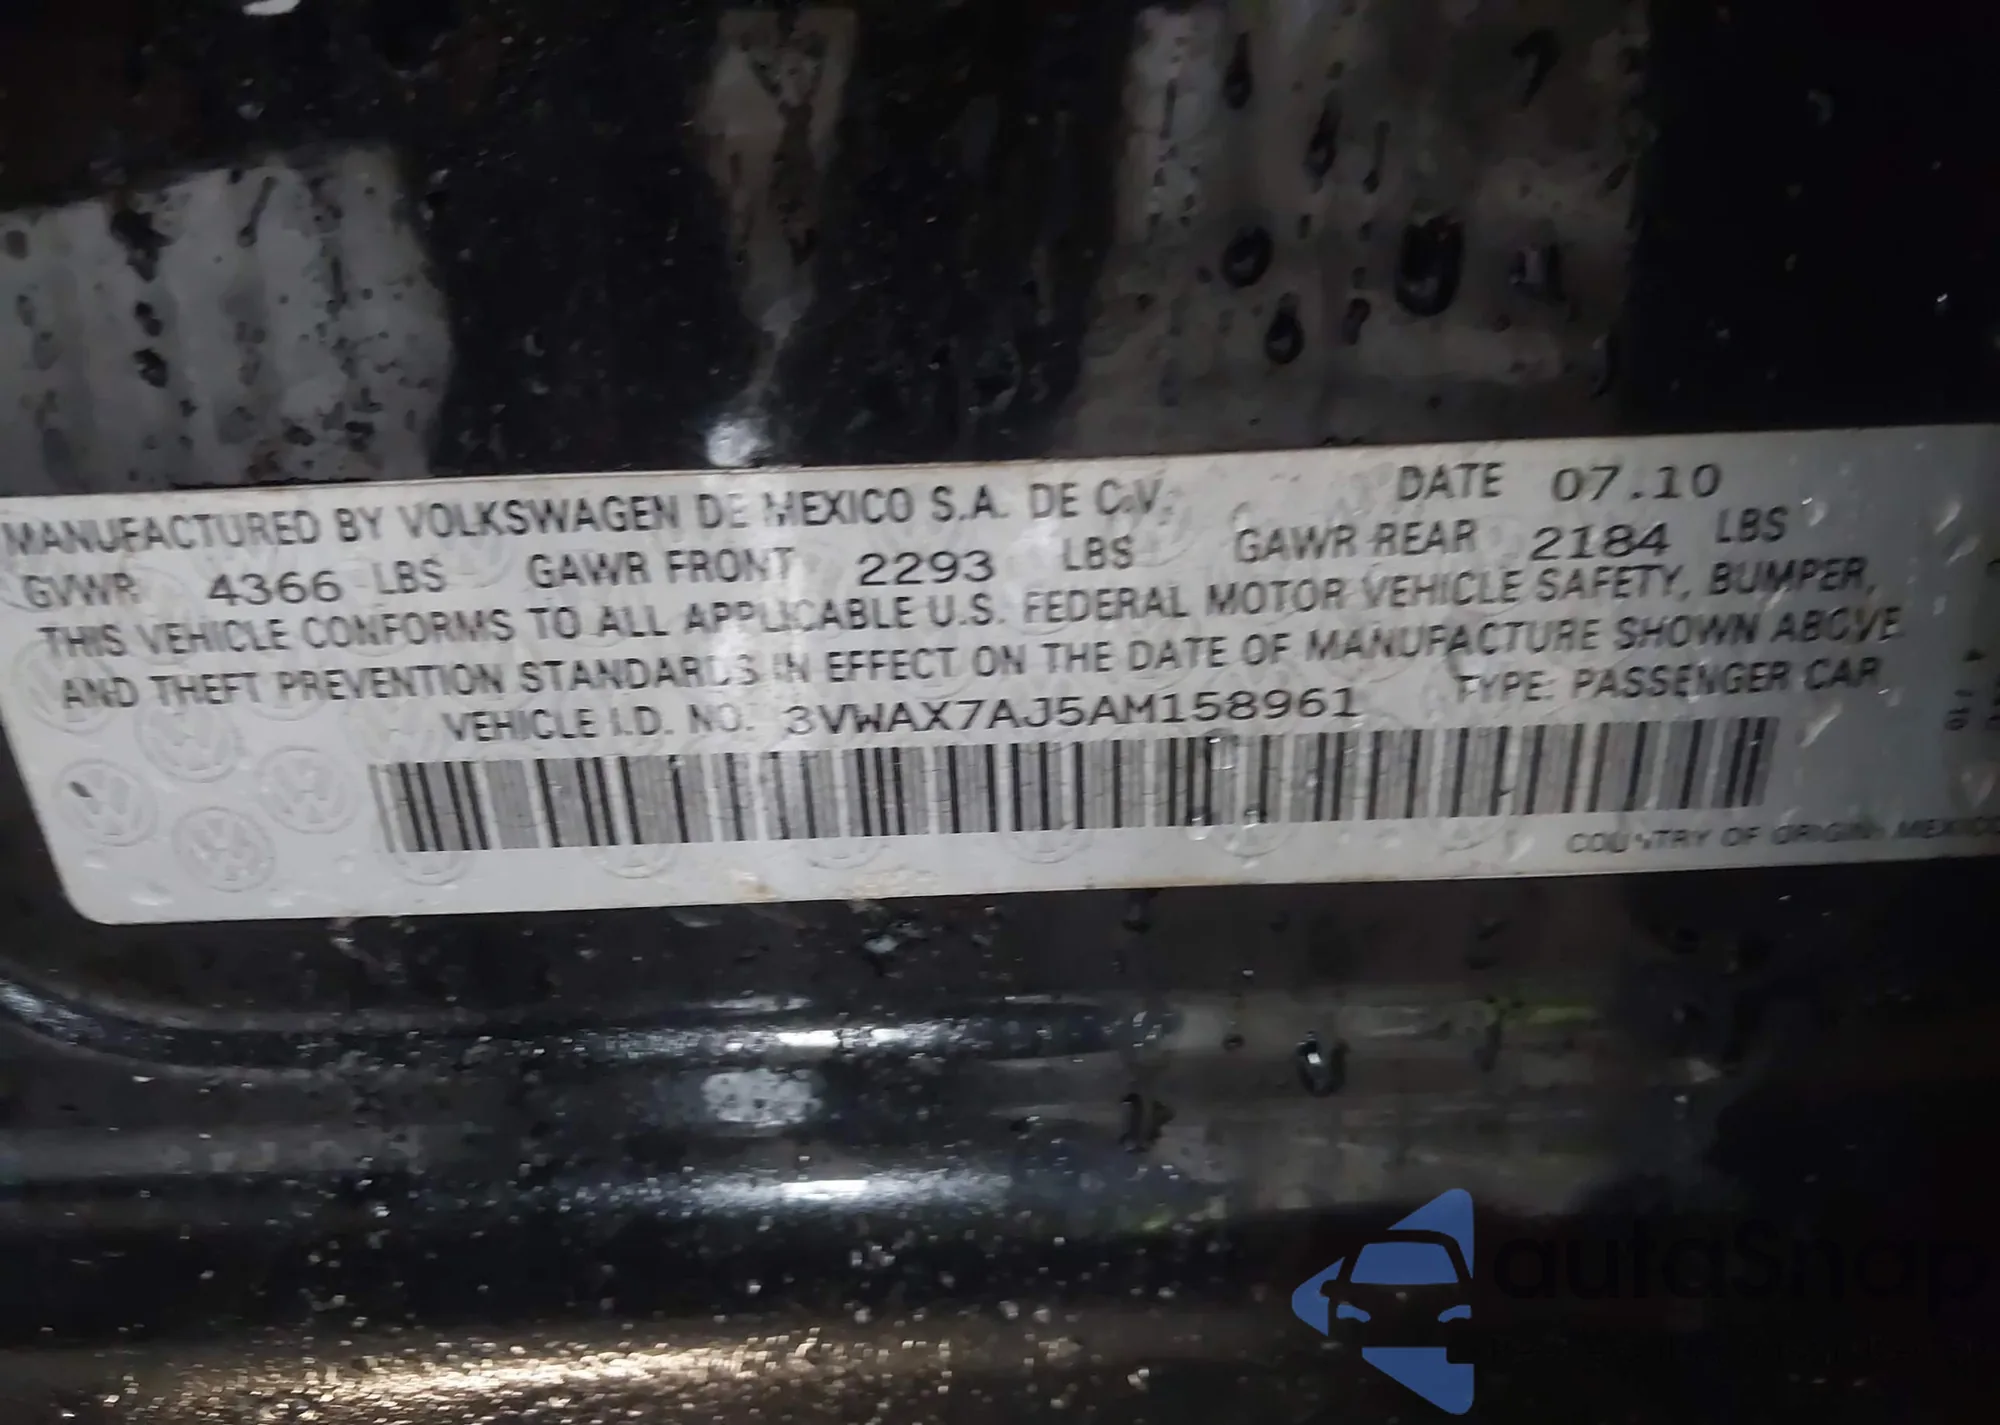 MANUFACTURED BY VOLKSWAGEN DE MEXICO S.A. DE C.V. DATE 07.10
GVWR 4366 LBS GAWR FRONT 2293 LBS GAWR REAR 2184 LBS
THIS VEHICLE CONFORMS TO ALL APPLICABLE U.S. FEDERAL MOTOR VEHICLE SAFETY, BUMPER,
AND THEFT PREVENTION STANDARDS IN EFFECT ON THE DATE OF MANUFACTURE SHOWN ABOVE
VEHICLE I.D. NO. 3VWAX7AJ5AM158961 TYPE: PASSENGER CAR
COUNTRY OF ORIGIN: MEXICO
autaSnap